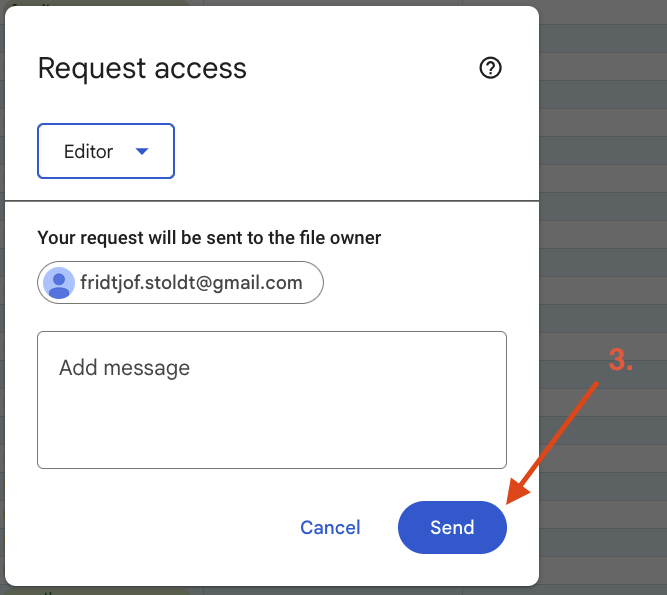 Request access
Editor
Your request will be sent to the file owner
fridtjof.stoldt@gmail.com
Add message
3.
Cancel
Send